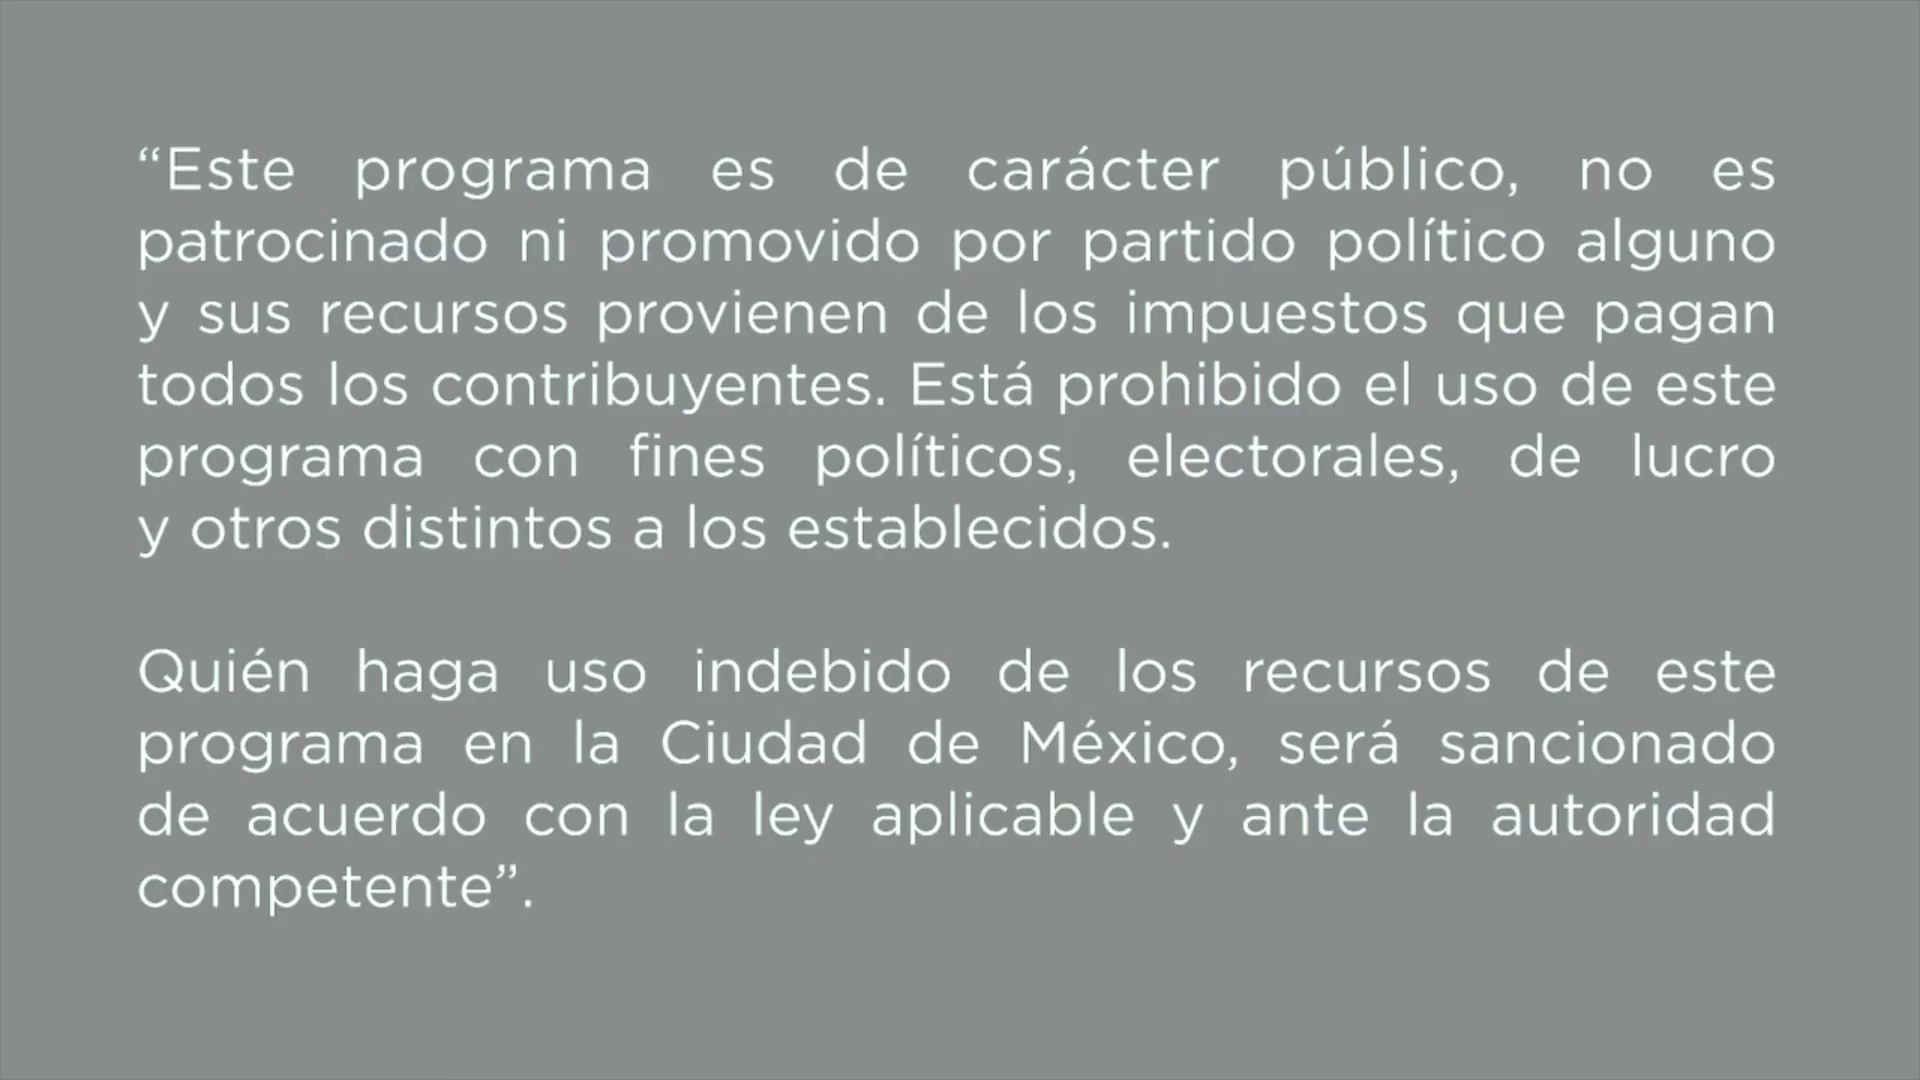 “Este programa es de carácter público, no es
patrocinado ni promovido por partido político alguno
y sus recursos provienen de los impuestos que pagan
todos los contribuyentes. Está prohibido el uso de este
programa con fines políticos, electorales, de lucro
y otros distintos a los establecidos.
Quién haga uso indebido de los recursos de este
programa en la Ciudad de México, será sancionado
de acuerdo con la ley aplicable y ante la autoridad
competente”.